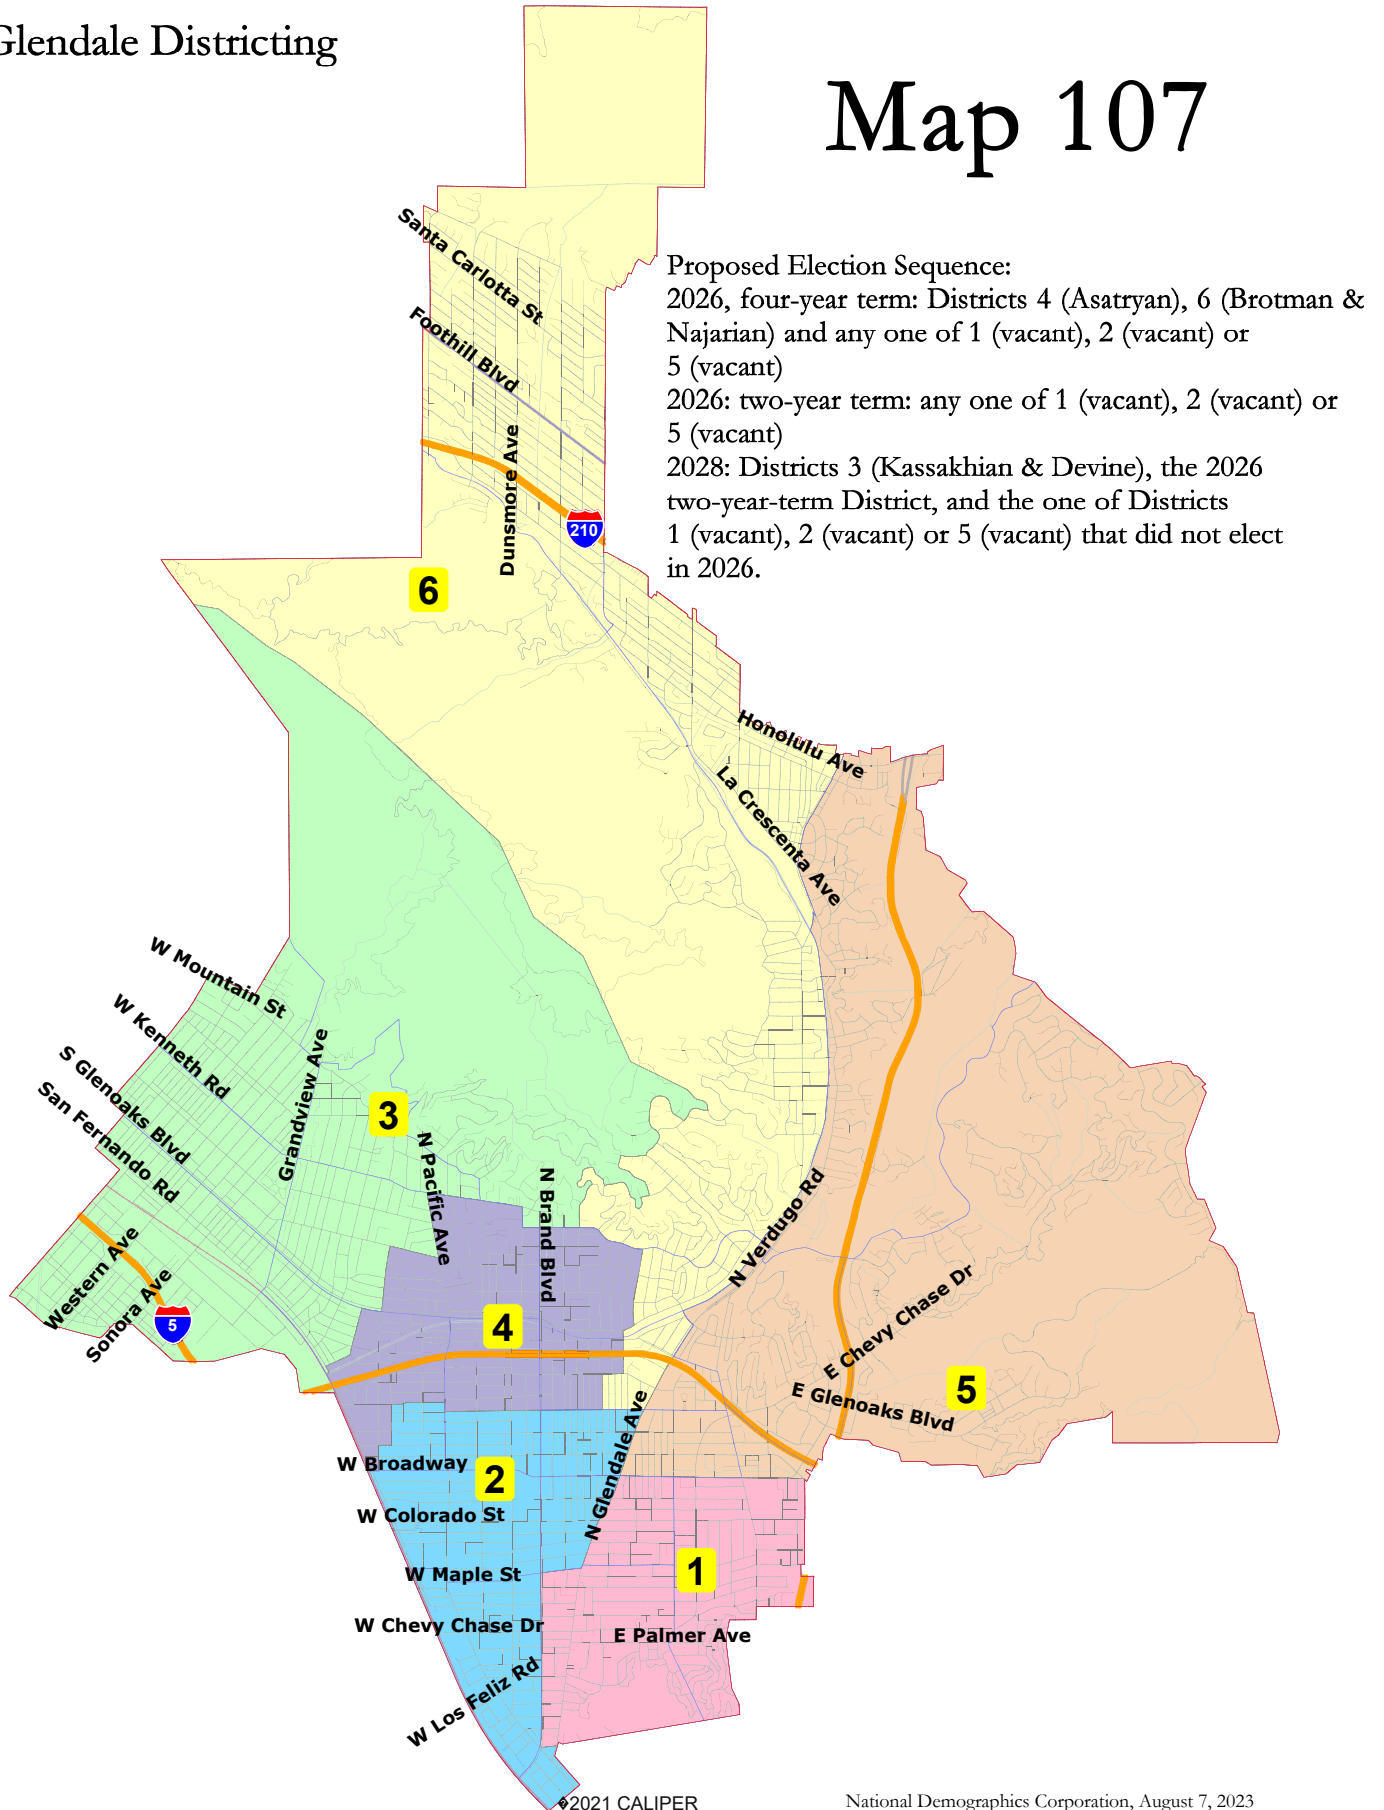 Glendale Districting
Map 107
Proposed Election Sequence:
2026, four-year term: Districts 4 (Asatryan), 6 (Brotman &
Najarian) and any one of 1 (vacant), 2 (vacant) or
5 (vacant)
2026: two-year term: any one of 1 (vacant), 2 (vacant) or
5 (vacant)
2028: Districts 3 (Kassakhian & Devine), the 2026
two-year-term District, and the one of Districts
1 (vacant), 2 (vacant) or 5 (vacant) that did not elect
in 2026.
Santa Carlotta St
Foothill Blvd
Dunsmore Ave
210
6
Honolulu Ave
La Crescenta Ave
W Mountain St
W Kenneth Rd
S Glenoaks Blvd
San Fernando Rd
Grandview Ave
3
N Pacific Ave
N Brand Blvd
N Verdugo Rd
Western Ave
Sonora Ave
5
4
E Chevy Chase Dr
E Glenoaks Blvd
5
N Glendale Ave
W Broadway
2
W Colorado St
W Maple St
1
W Chevy Chase Dr
E Palmer Ave
W Los Feliz Rd
�2021 CALIPER
National Demographics Corporation, August 7, 2023